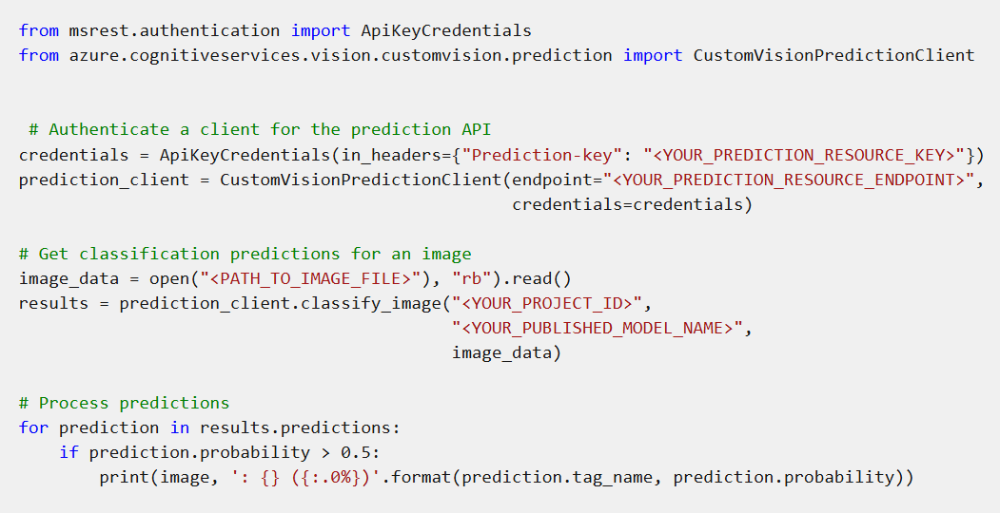 from msrest.authentication import ApiKeyCredentials
from azure.cognitiveservices.vision.customvision.prediction import CustomVisionPredictionClient
# Authenticate a client for the prediction API
credentials = ApiKeyCredentials(in_headers={"Prediction-key": "<YOUR_PREDICTION_RESOURCE_KEY>"})
prediction_client = CustomVisionPredictionClient(endpoint="<YOUR_PREDICTION_RESOURCE_ENDPOINT>",
credentials=credentials)
# Get classification predictions for an image
image_data = open("<PATH_TO_IMAGE_FILE>"), "rb").read()
results = prediction_client.classify_image("<YOUR_PROJECT_ID>",
"<YOUR_PUBLISHED_MODEL_NAME>",
image_data)
# Process predictions
for prediction in results.predictions:
if prediction.probability > 0.5:
print(image, ': {} ({:.0%})'.format(prediction.tag_name, prediction.probability))